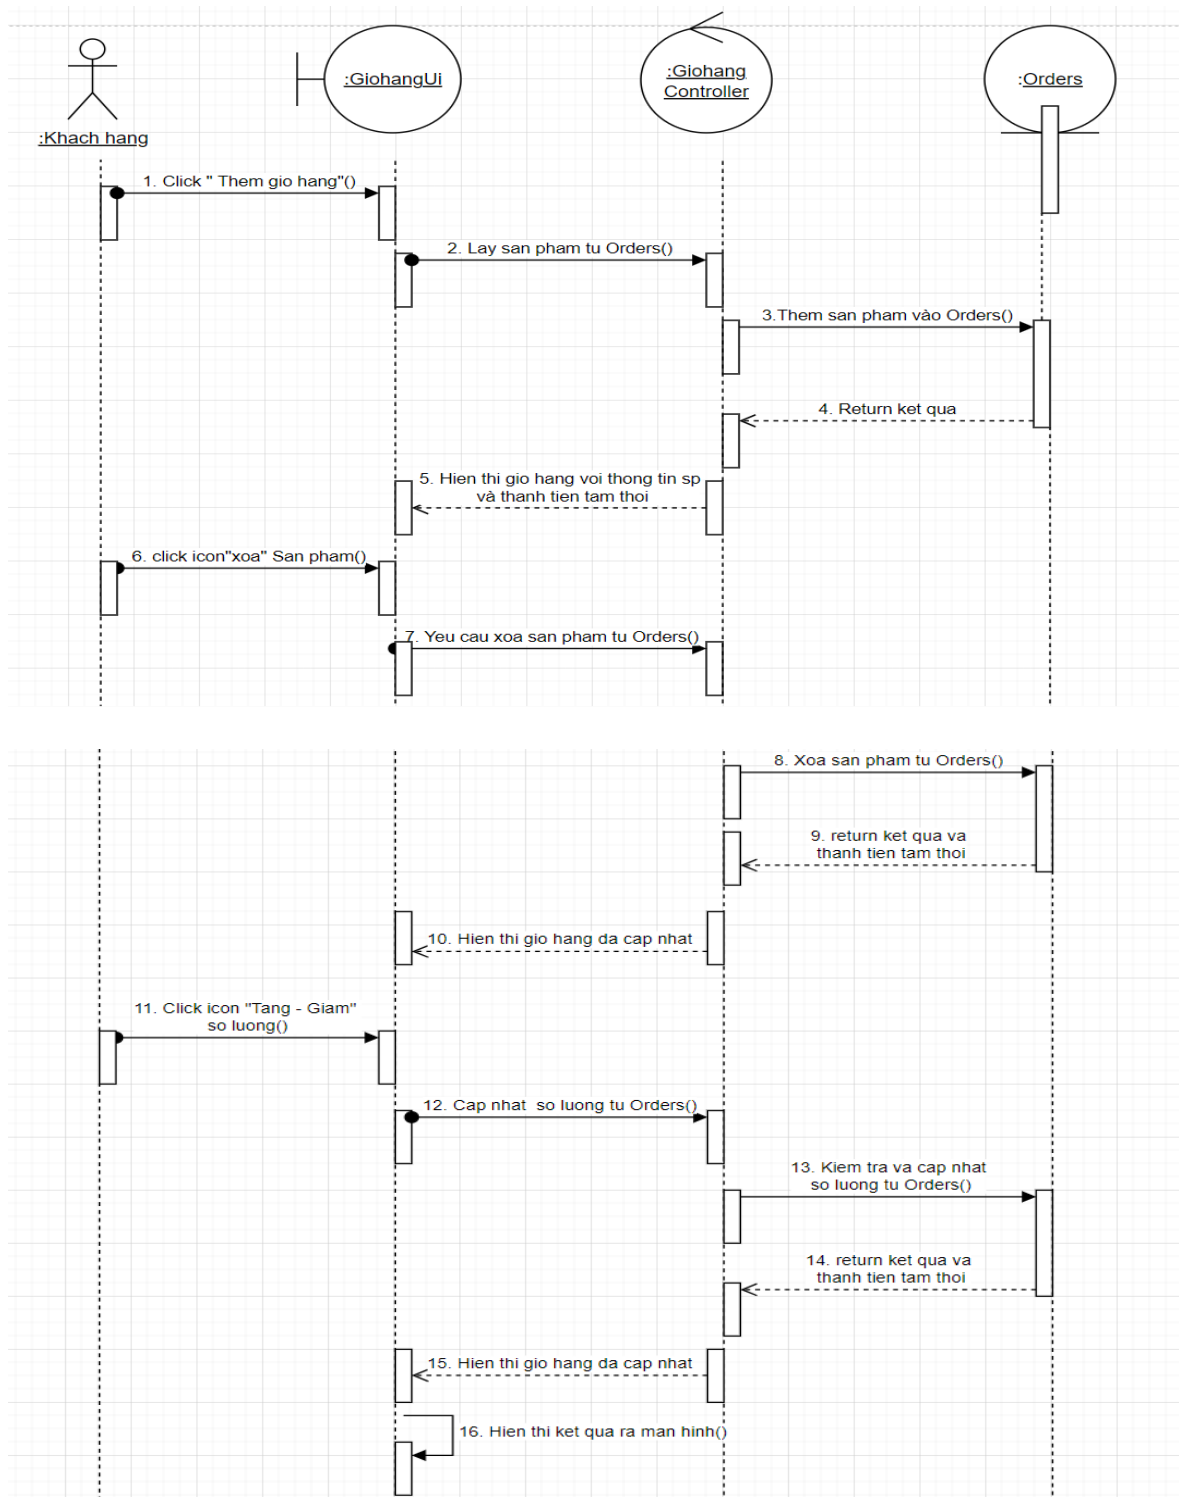 :Khach hang
:GiohangUi
:Giohang
Controller
:Orders
1. Click " Them gio hang"()
2. Lay san pham tu Orders()
3.Them san pham vào Orders()
4. Return ket qua
5. Hien thi gio hang voi thong tin sp
và thanh tien tam thoi
6. click icon"xoa" San pham()
7. Yeu cau xoa san pham tu Orders()
8. Xoa san pham tu Orders()
9. return ket qua va
thanh tien tam thoi
10. Hien thi gio hang da cap nhat
11. Click icon "Tang - Giam"
so luong()
12. Cap nhat  so luong tu Orders()
13. Kiem tra va cap nhat
so luong tu Orders()
14. return ket qua va
thanh tien tam thoi
15. Hien thi gio hang da cap nhat
16. Hien thi ket qua ra man hinh()